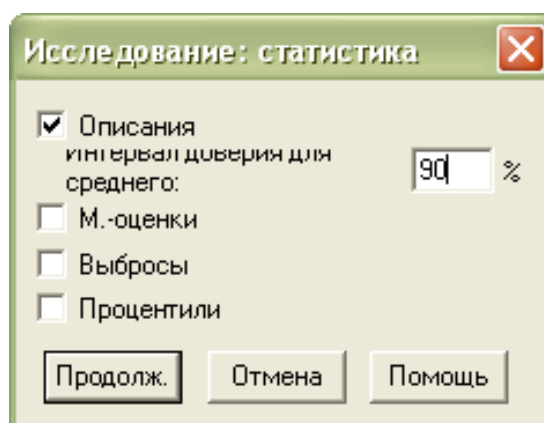 Исследование: статистика
Описания
Интервал доверия для
среднего:
90 %
М.-оценки
Выбросы
Процентили
Продолж. Отмена Помощь